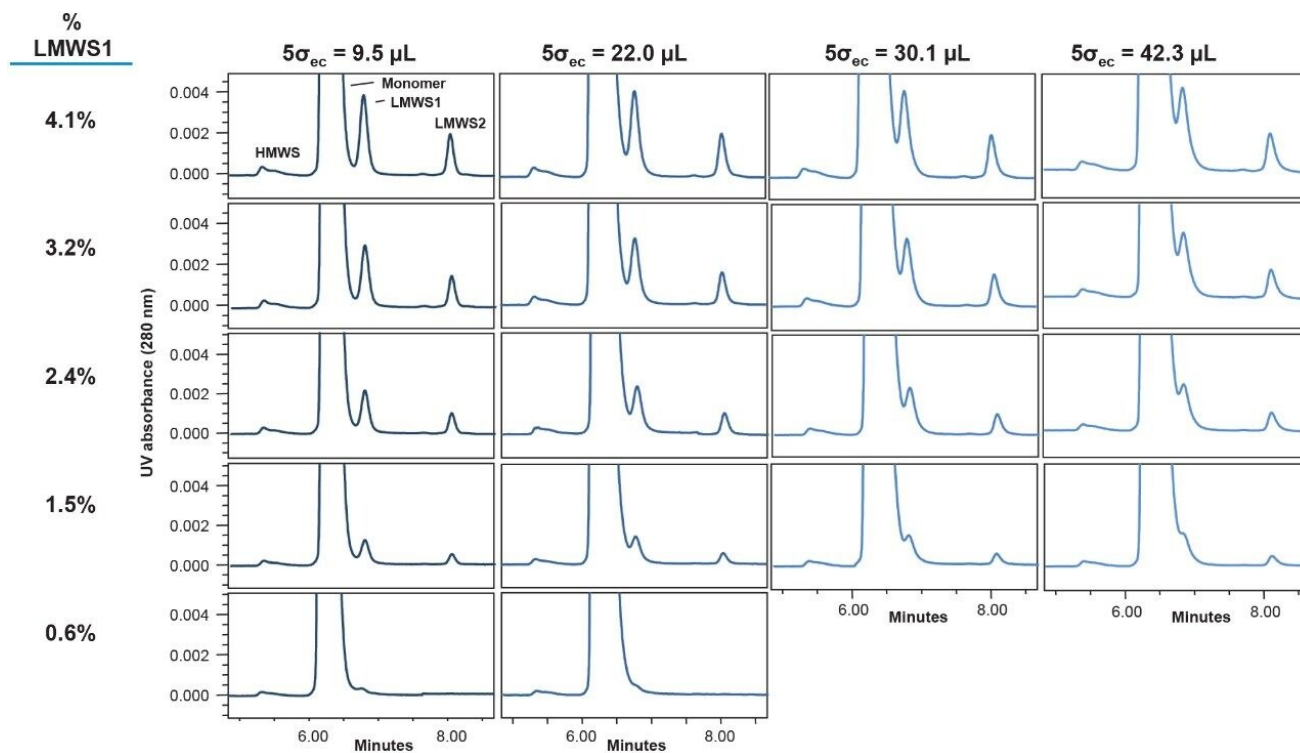 %
LMWS1
5σec = 9.5 µL
5σec = 22.0 µL
5σec = 30.1 µL
5σec = 42.3 µL
4.1%
3.2%
2.4%
1.5%
0.6%
UV absorbance (280 nm)
0.004
0.002
0.000
Monomer
LMWS1
LMWS2
HMWS
0.004
0.002
0.000
0.004
0.002
0.000
0.004
0.002
0.000
6.00
8.00
Minutes
6.00
8.00
Minutes
0.004
0.002
0.000
6.00
8.00
Minutes
6.00
8.00
Minutes